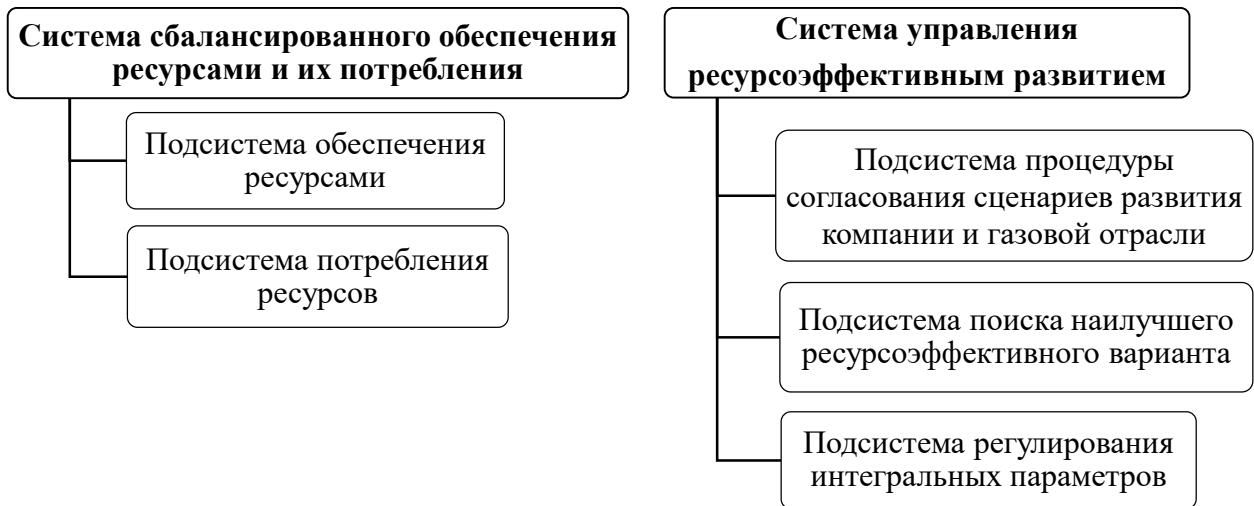 Система сбалансированного обеспечения
ресурсами и их потребления
Подсистема обеспечения
ресурсами
Подсистема потребления
ресурсов
Система управления
ресурсоэффективным развитием
Подсистема процедуры
согласования сценариев развития
компании и газовой отрасли
Подсистема поиска наилучшего
ресурсоэффективного варианта
Подсистема регулирования
интегральных параметров